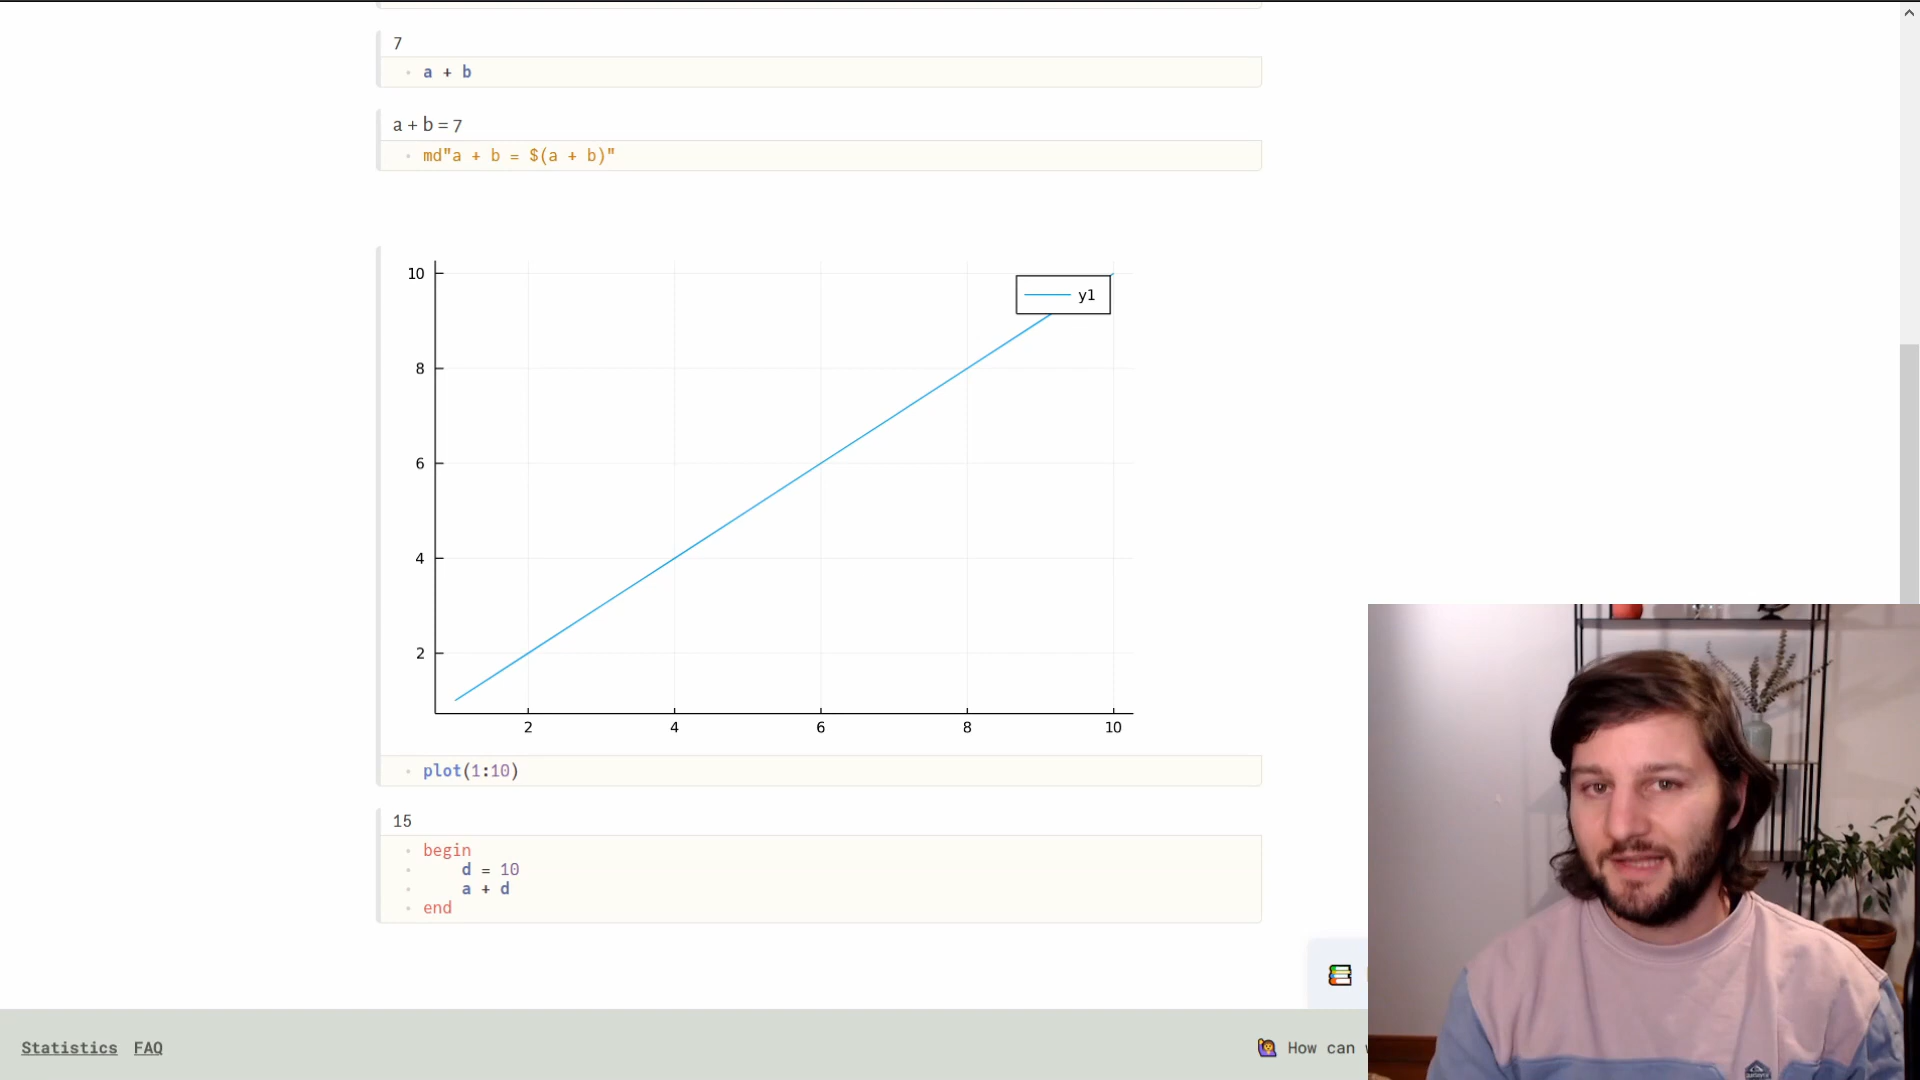 7
a + b
a + b = 7
md"a + b = $(a + b)"
10
8
6
4
2
y1
2 4 6 8 10
plot(1:10)
15
begin
d = 10
a + d
end
Statistics FAQ
How can